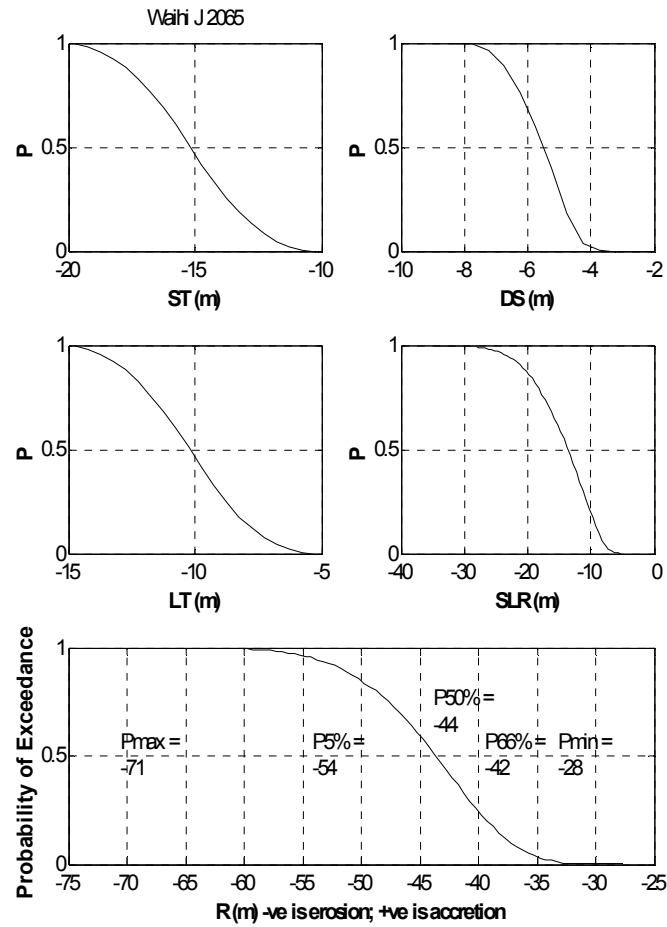 Waihi J 2065
1
0.5
0
P
-20
-15
-10
ST (m)
1
0.5
0
P
-10
-8
-6
-4
-2
DS (m)
1
0.5
0
P
-15
-10
-5
LT (m)
1
0.5
0
P
-40
-30
-20
-10
0
SLR (m)
Probability of Exceedance
1
0.5
0
P50% =
-44
Pmax =
-71
P5% =
-54
P66% =
-42
Pmin =
-28
-75
-70
-65
-60
-55
-50
-45
-40
-35
-30
-25
R (m) -ve is erosion; +ve is accretion